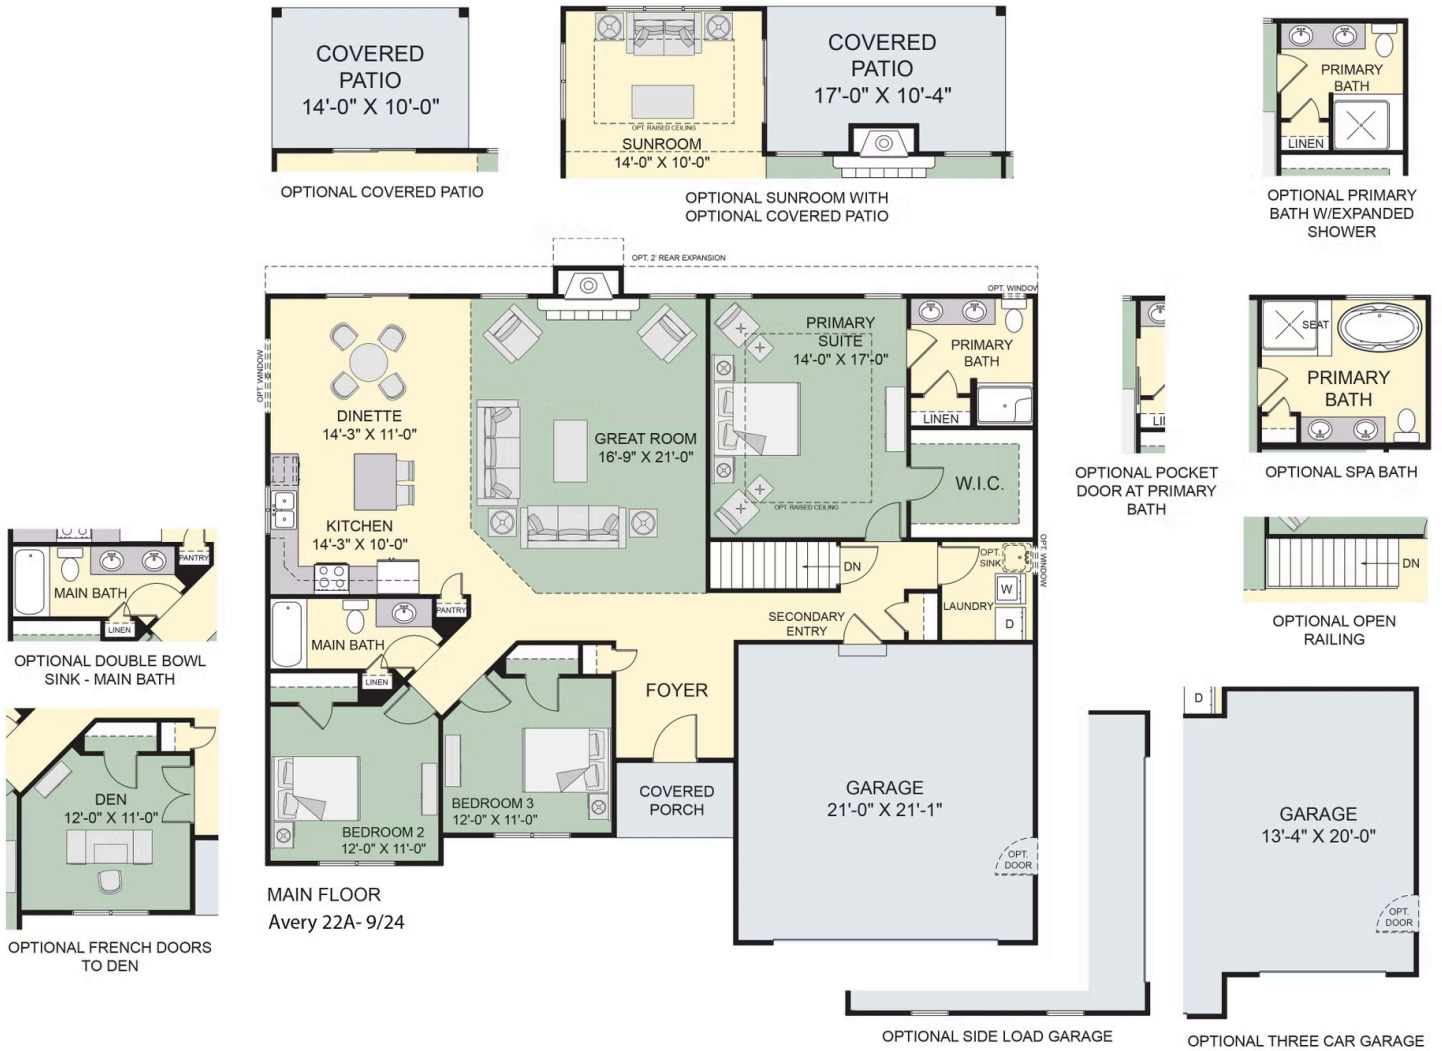 COVERED
PATIO
14'-0" X 10'-0"
OPTIONAL COVERED PATIO
OPT. RAISED CEILING
SUNROOM
14'-0" X 10'-0"
COVERED
PATIO
17'-0" X 10'-4"
OPTIONAL SUNROOM WITH
OPTIONAL COVERED PATIO
PRIMARY
BATH
LINEN
OPTIONAL PRIMARY
BATH W/EXPANDED
SHOWER
OPT. 2' REAR EXPANSION
OPT. WINDOW
OPT. WINDOW
DINETTE
14'-3" X 11'-0"
KITCHEN
14'-3" X 10'-0"
GREAT ROOM
16'-9" X 21'-0"
PRIMARY
SUITE
14'-0" X 17'-0"
OPT. RAISED CEILING
PRIMARY
BATH
LINEN
W.I.C.
DN
OPT.
SINK
OPT. WINDOW
W
LAUNDRY
D
SECONDARY
ENTRY
PANTRY
MAIN BATH
LINEN
FOYER
BEDROOM 2
12'-0" X 11'-0"
BEDROOM 3
12'-0" X 11'-0"
COVERED
PORCH
GARAGE
21'-0" X 21'-1"
OPT.
DOOR
MAIN FLOOR
Avery 22A- 9/24
LI
OPTIONAL POCKET
DOOR AT PRIMARY
BATH
SEAT
PRIMARY
BATH
OPTIONAL SPA BATH
DN
OPTIONAL OPEN
RAILING
PANTRY
MAIN BATH
LINEN
OPTIONAL DOUBLE BOWL
SINK - MAIN BATH
DEN
12'-0" X 11'-0"
OPTIONAL FRENCH DOORS
TO DEN
OPTIONAL SIDE LOAD GARAGE
D
GARAGE
13'-4" X 20'-0"
OPT.
DOOR
OPTIONAL THREE CAR GARAGE